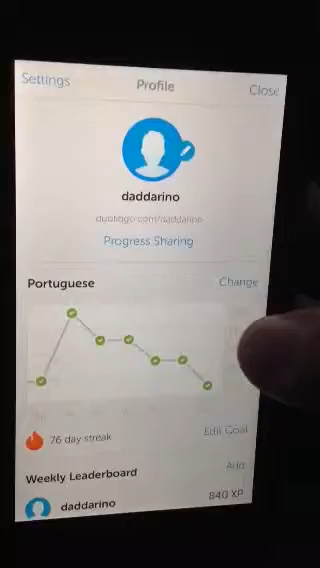 Settings Profile Close
daddarino
duolingo.com/daddarino
Progress Sharing
Portuguese Change
76 day streak Edit Goal
Weekly Leaderboard Add
daddarino 840 XP